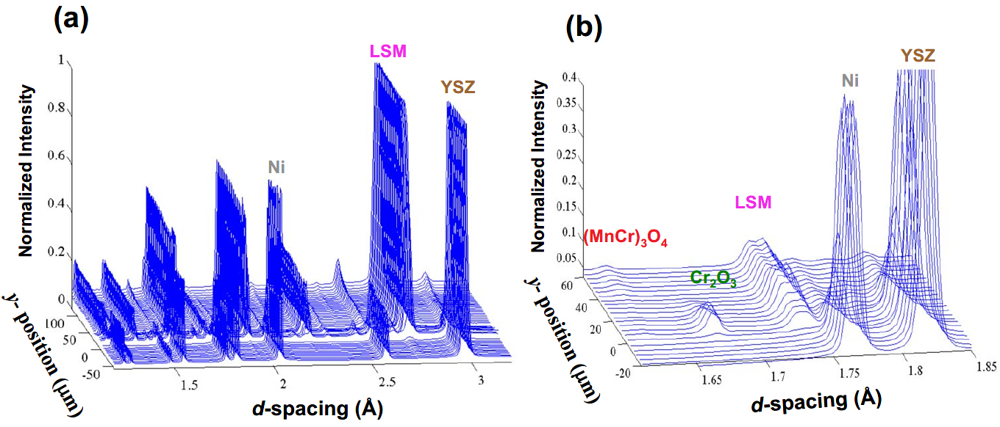 (a)
LSM
YSZ
Ni
Normalized Intensity
1
0.8
0.6
0.4
0.2
0
100
50
0
-50
y- position (μm)
1.5
2
2.5
3
d-spacing (Å)
(b)
YSZ
Ni
LSM
(MnCr)₃O₄
Cr₂O₃
Normalized Intensity
0.4
0.35
0.3
0.25
0.2
0.15
0.1
0.05
60
40
20
0
-20
y- position (μm)
1.65
1.7
1.75
1.8
1.85
d-spacing (Å)